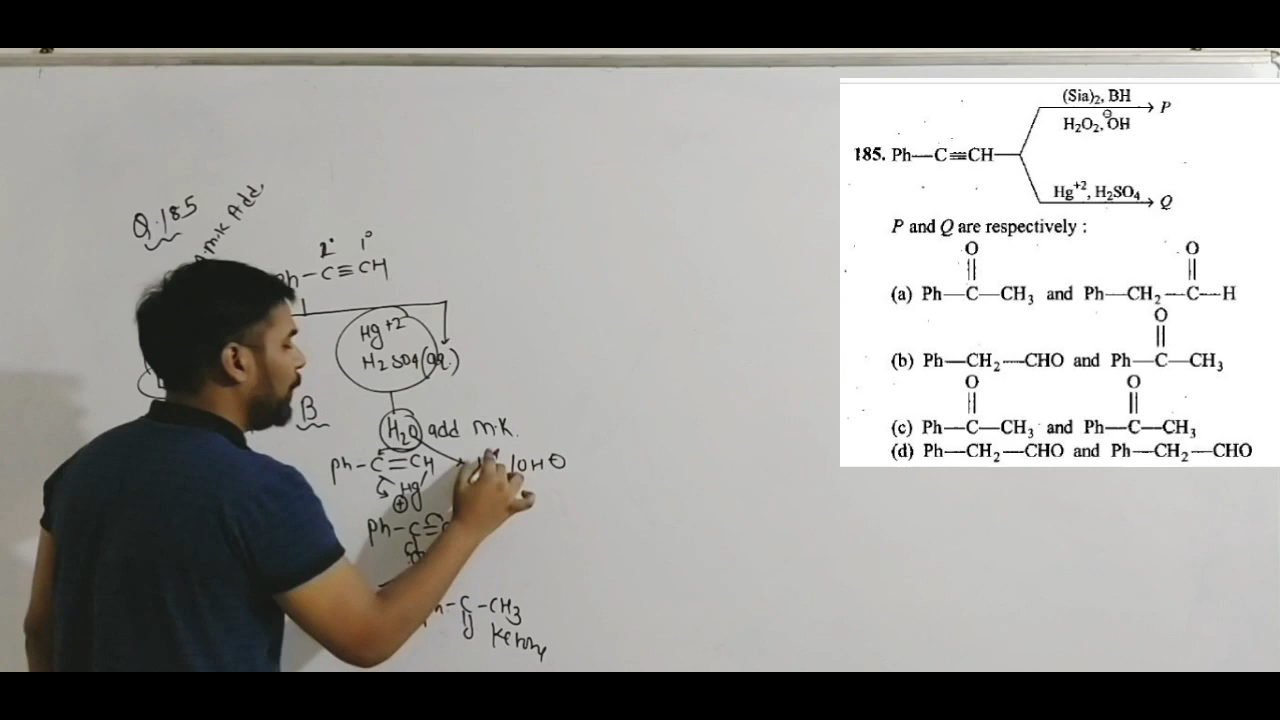 Q.185
M.K Add.
2° 1°
Ph—C≡CH
Hg+2
H2SO4(aq.)
B
H2O add M.K.
Ph—C=CH
Hg
⊕
Ph—C=C
—C—CH3
Ketone
(Sia)2, BH
P
H2O2, ⊖OH
185. Ph—C≡CH
Hg+2, H2SO4
Q
P and Q are respectively :
O O
||
||
(a) Ph—C—CH3 and Ph—CH2—C—H
O
||
(b) Ph—CH2—CHO and Ph—C—CH3
O O
||
||
(c) Ph—C—CH3 and Ph—C—CH3
(d) Ph—CH2—CHO and Ph—CH2—CHO